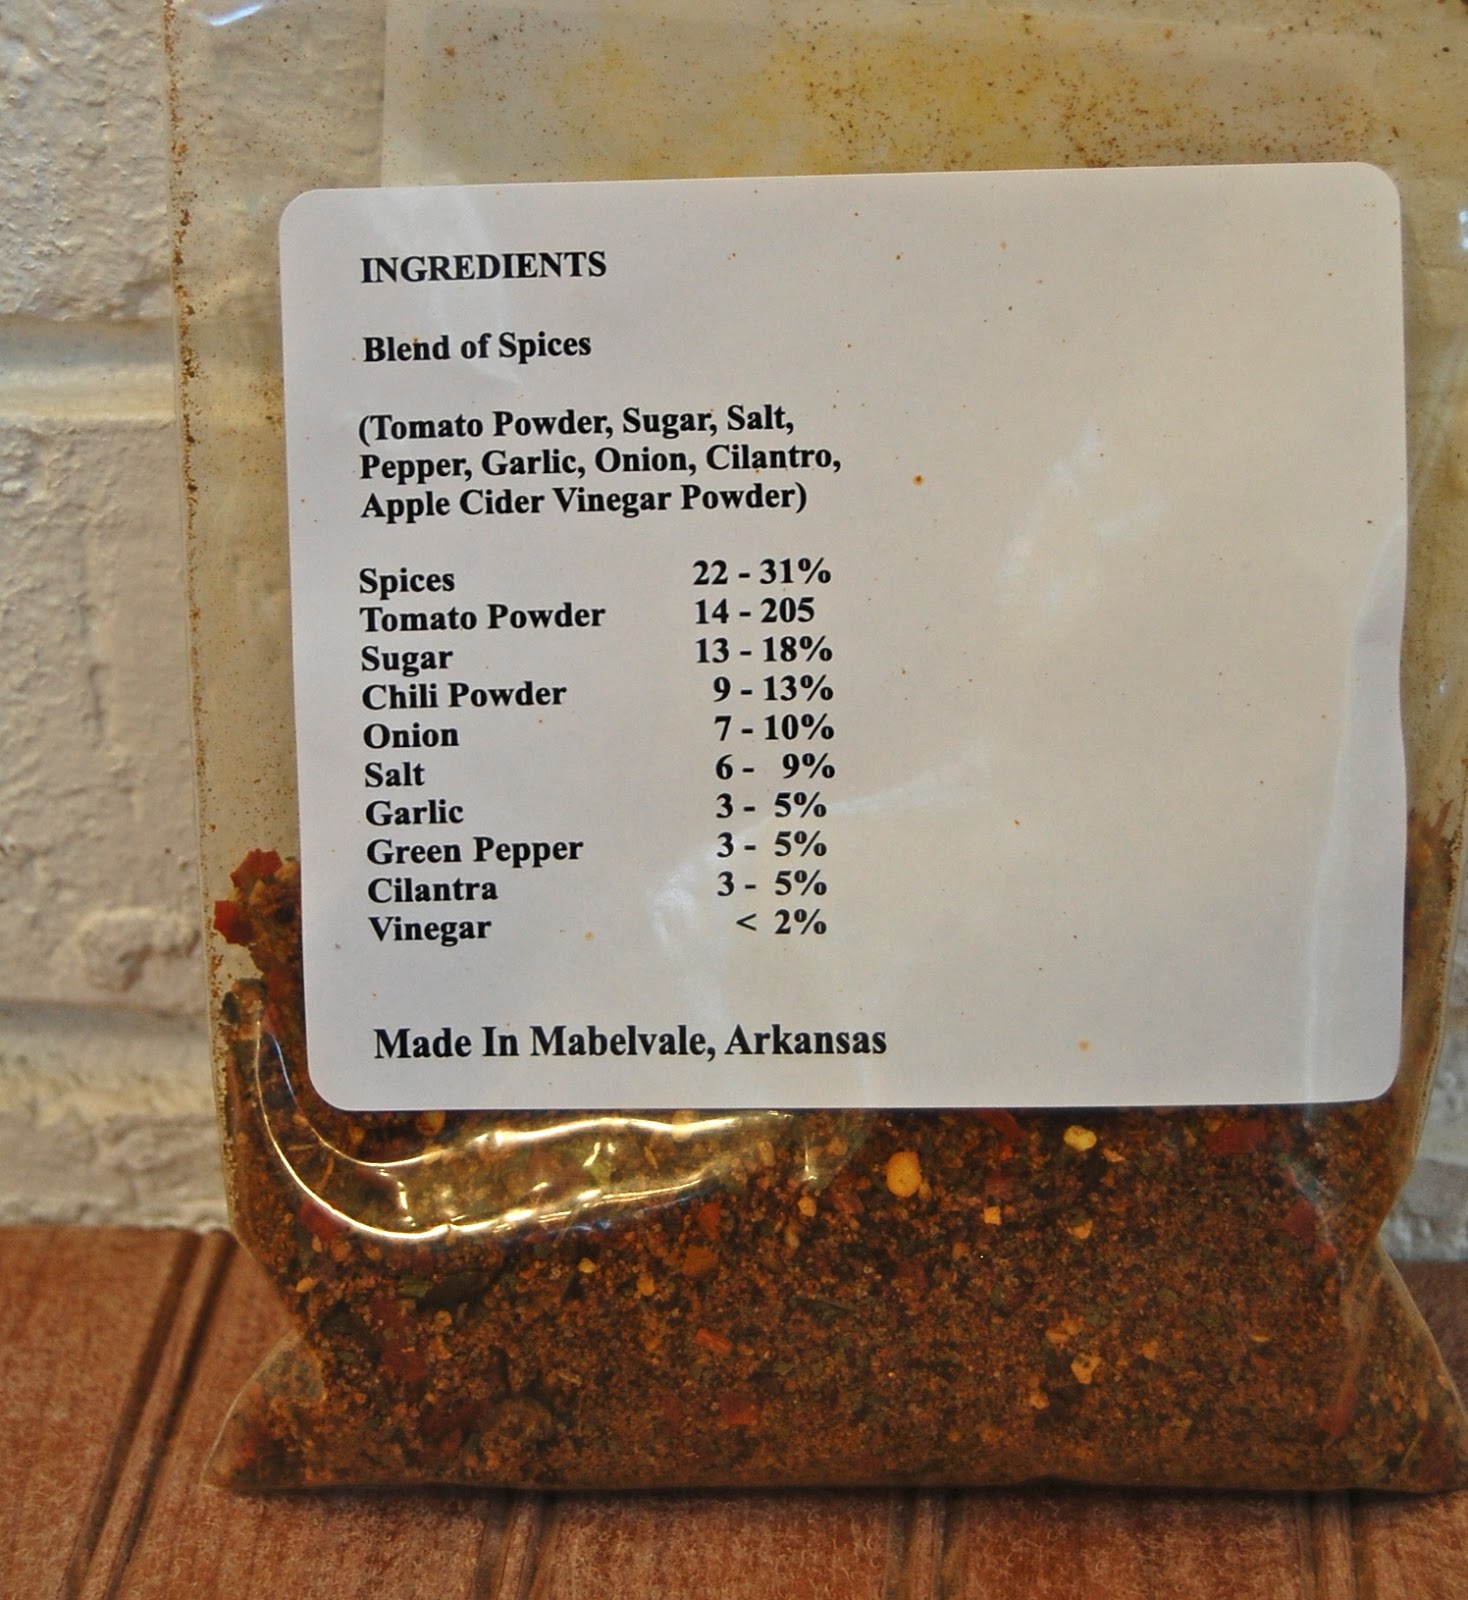 INGREDIENTS
Blend of Spices
(Tomato Powder, Sugar, Salt,
Pepper, Garlic, Onion, Cilantro,
Apple Cider Vinegar Powder)
Spices 22 - 31%
Tomato Powder 14 - 205
Sugar 13 - 18%
Chili Powder 9 - 13%
Onion 7 - 10%
Salt 6 - 9%
Garlic 3 - 5%
Green Pepper 3 - 5%
Cilantra 3 - 5%
Vinegar < 2%
Made In Mabelvale, Arkansas